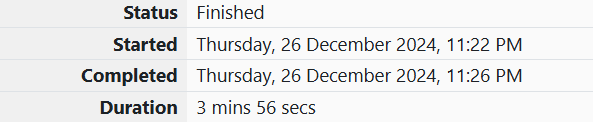 Status Finished
Started Thursday, 26 December 2024, 11:22 PM
Completed Thursday, 26 December 2024, 11:26 PM
Duration 3 mins 56 secs